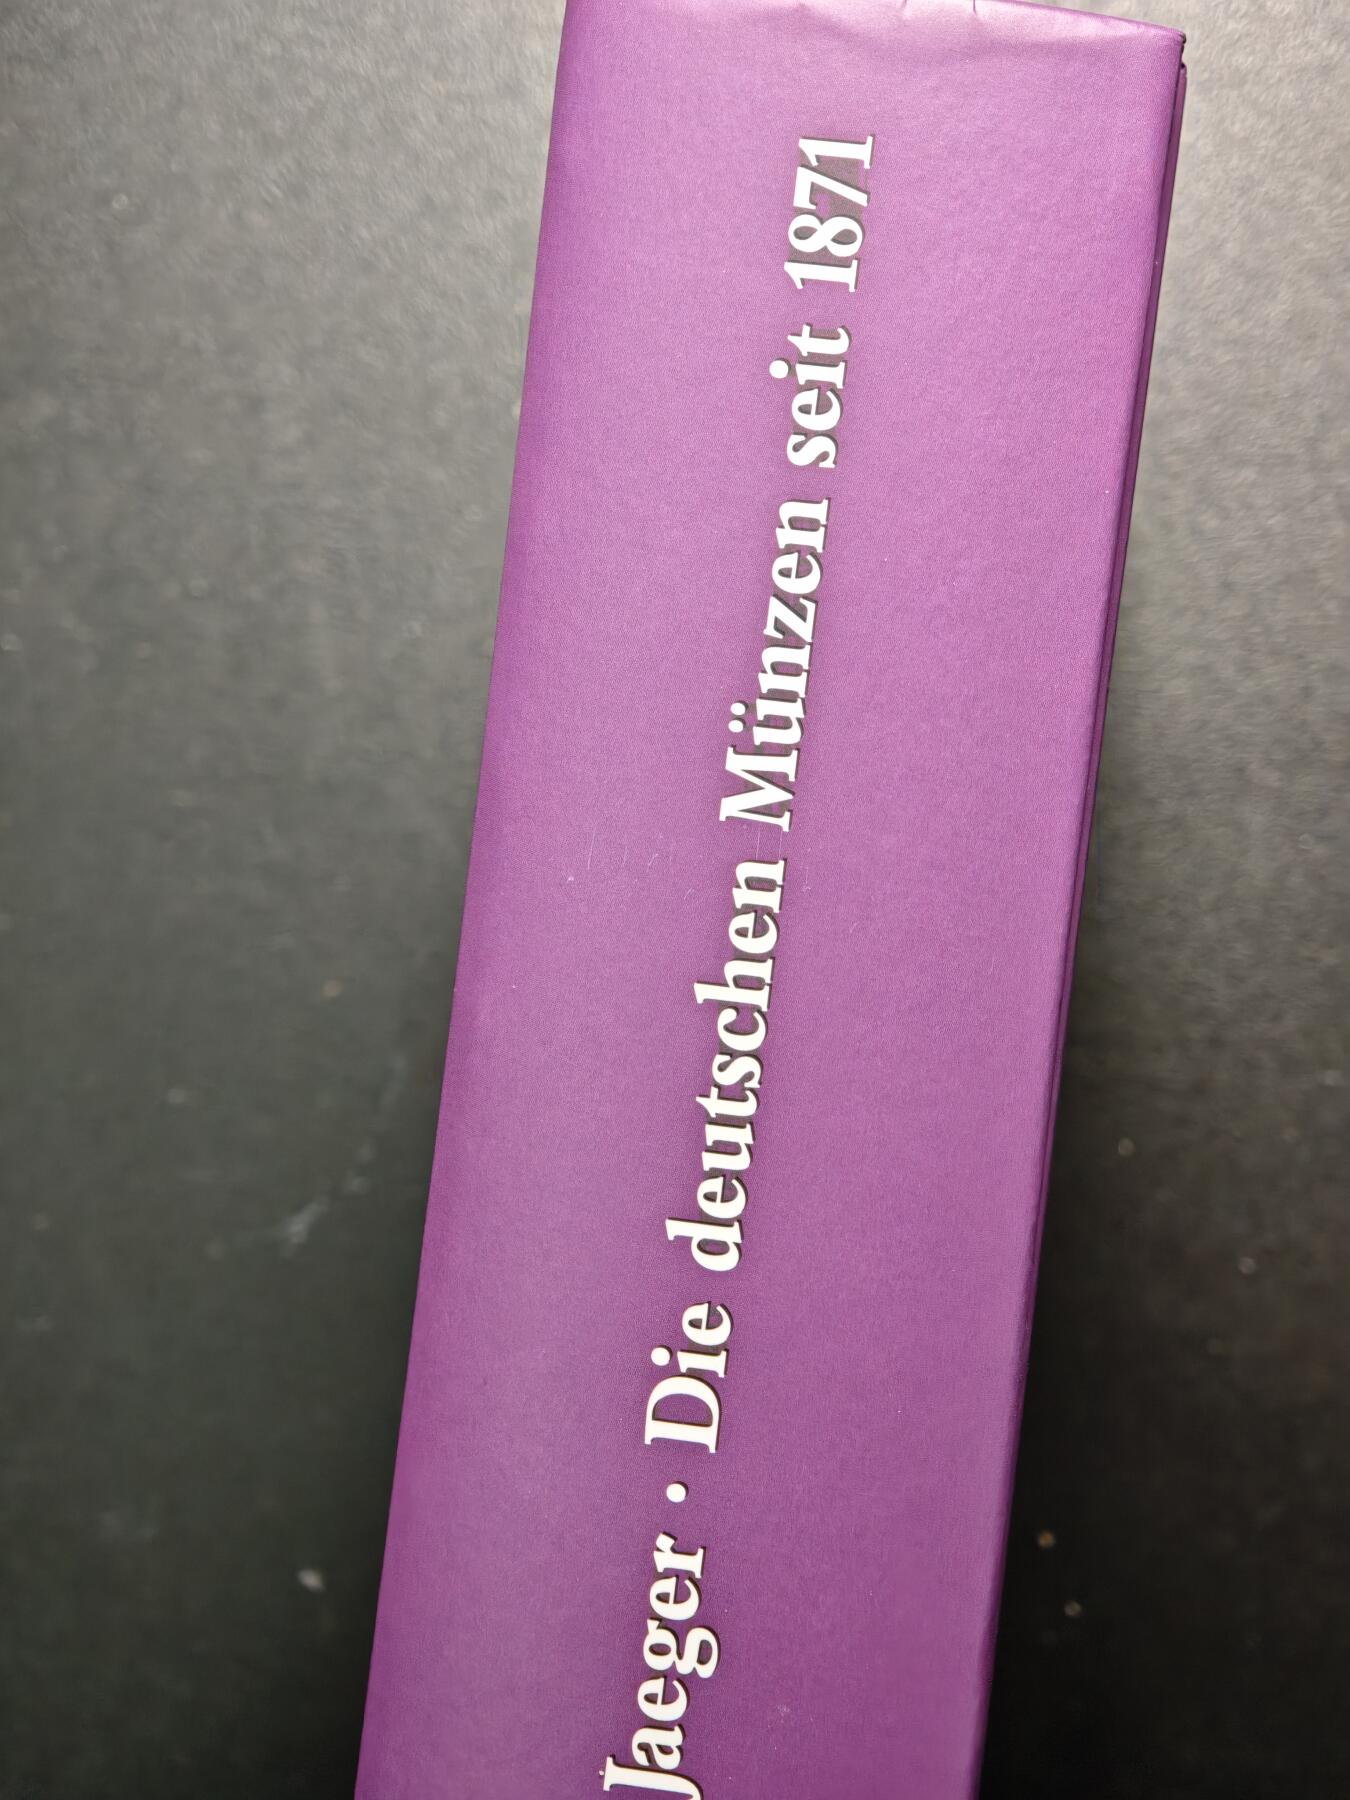 Jaeger · Die deutschen Münzen seit 1871